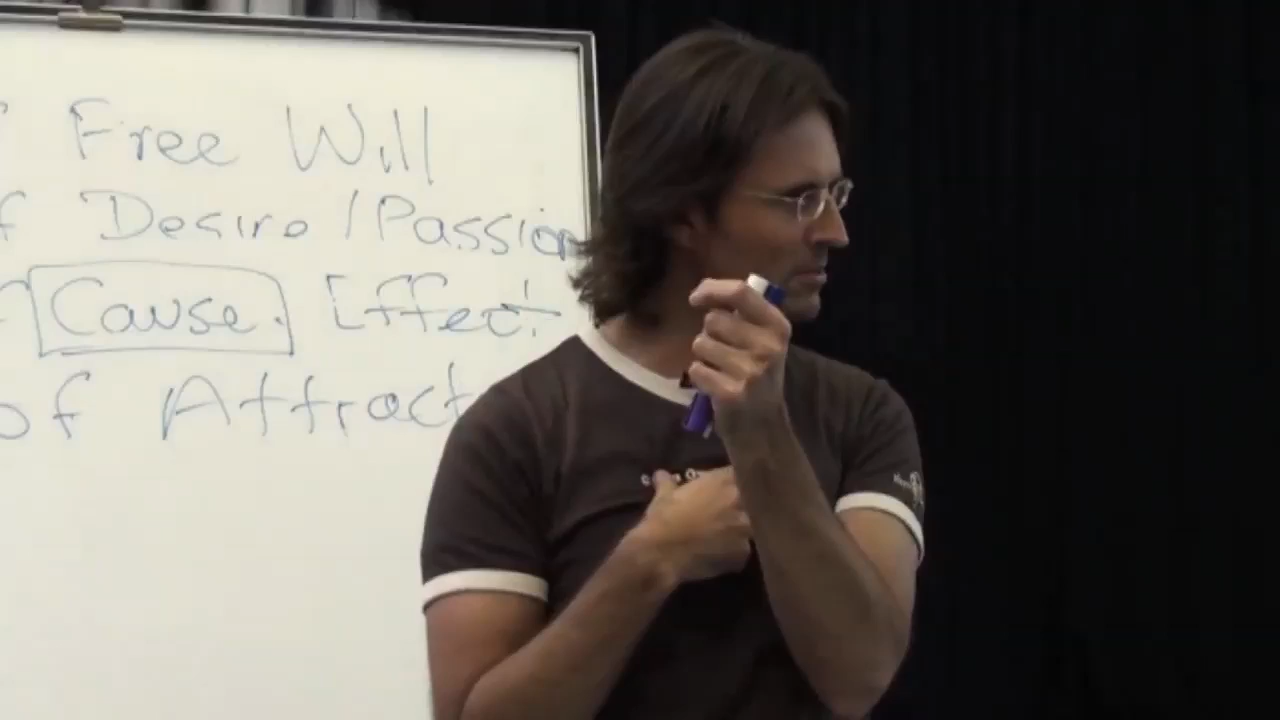 f Free Will
f Desire/Passion
f Cause. Effect
of Attract